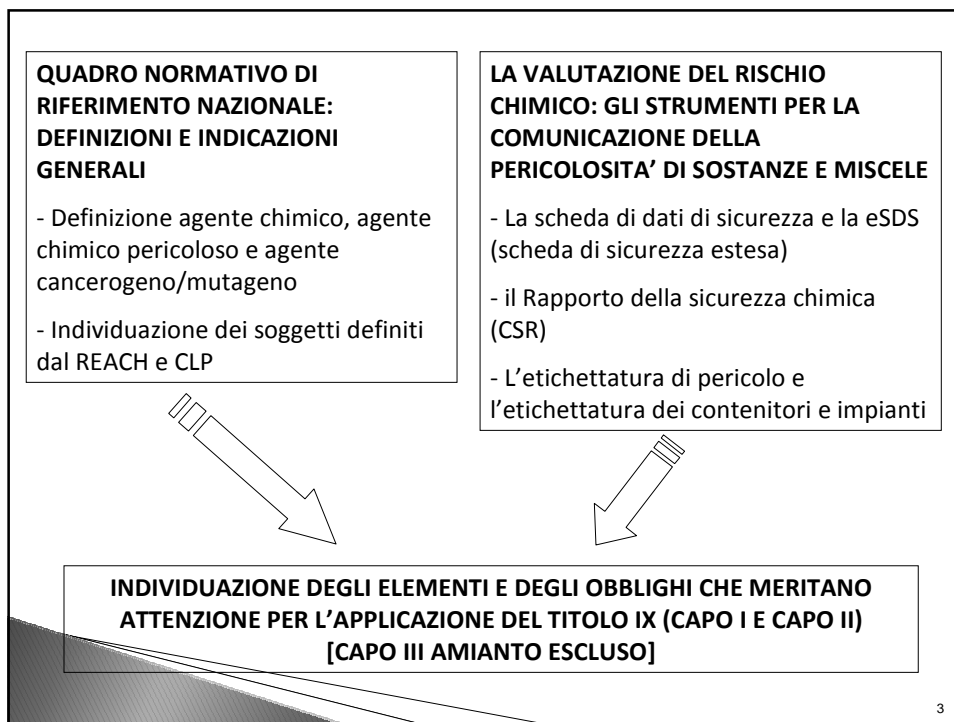 QUADRO NORMATIVO DI
RIFERIMENTO NAZIONALE:
DEFINIZIONI E INDICAZIONI
GENERALI
- Definizione agente chimico, agente
chimico pericoloso e agente
cancerogeno/mutageno
- Individuazione dei soggetti definiti
dal REACH e CLP
LA VALUTAZIONE DEL RISCHIO
CHIMICO: GLI STRUMENTI PER LA
COMUNICAZIONE DELLA
PERICOLOSITA’ DI SOSTANZE E MISCELE
- La scheda di dati di sicurezza e la eSDS
(scheda di sicurezza estesa)
- il Rapporto della sicurezza chimica
(CSR)
- L’etichettatura di pericolo e
l’etichettatura dei contenitori e impianti
INDIVIDUAZIONE DEGLI ELEMENTI E DEGLI OBBLIGHI CHE MERITANO
ATTENZIONE PER L’APPLICAZIONE DEL TITOLO IX (CAPO I E CAPO II)
[CAPO III AMIANTO ESCLUSO]
3